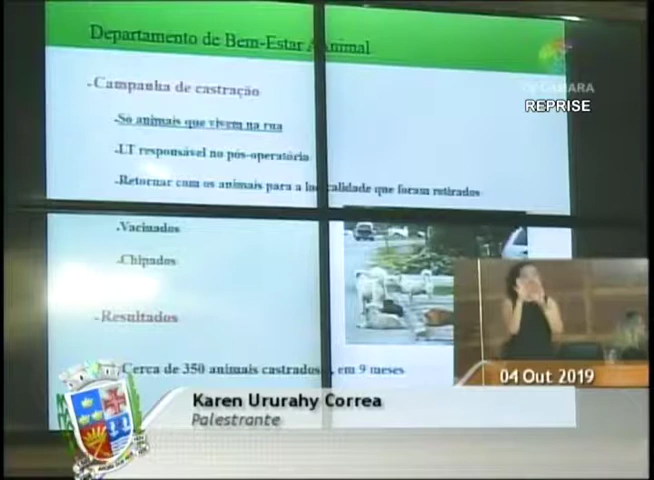 Departamento de Bem-Estar Animal
TV CÂMARA
-Campanha de castração
REPRISE
-Só animais que vivem na rua
-LT responsável no pós-operatório
-Retornar com os animais para a localidade que foram retirados
-Vacinados
-Chipados
-Resultados
-Cerca de 350 animais castrados, em 9 meses
04 Out 2019
Karen Ururahy Correa
Palestrante